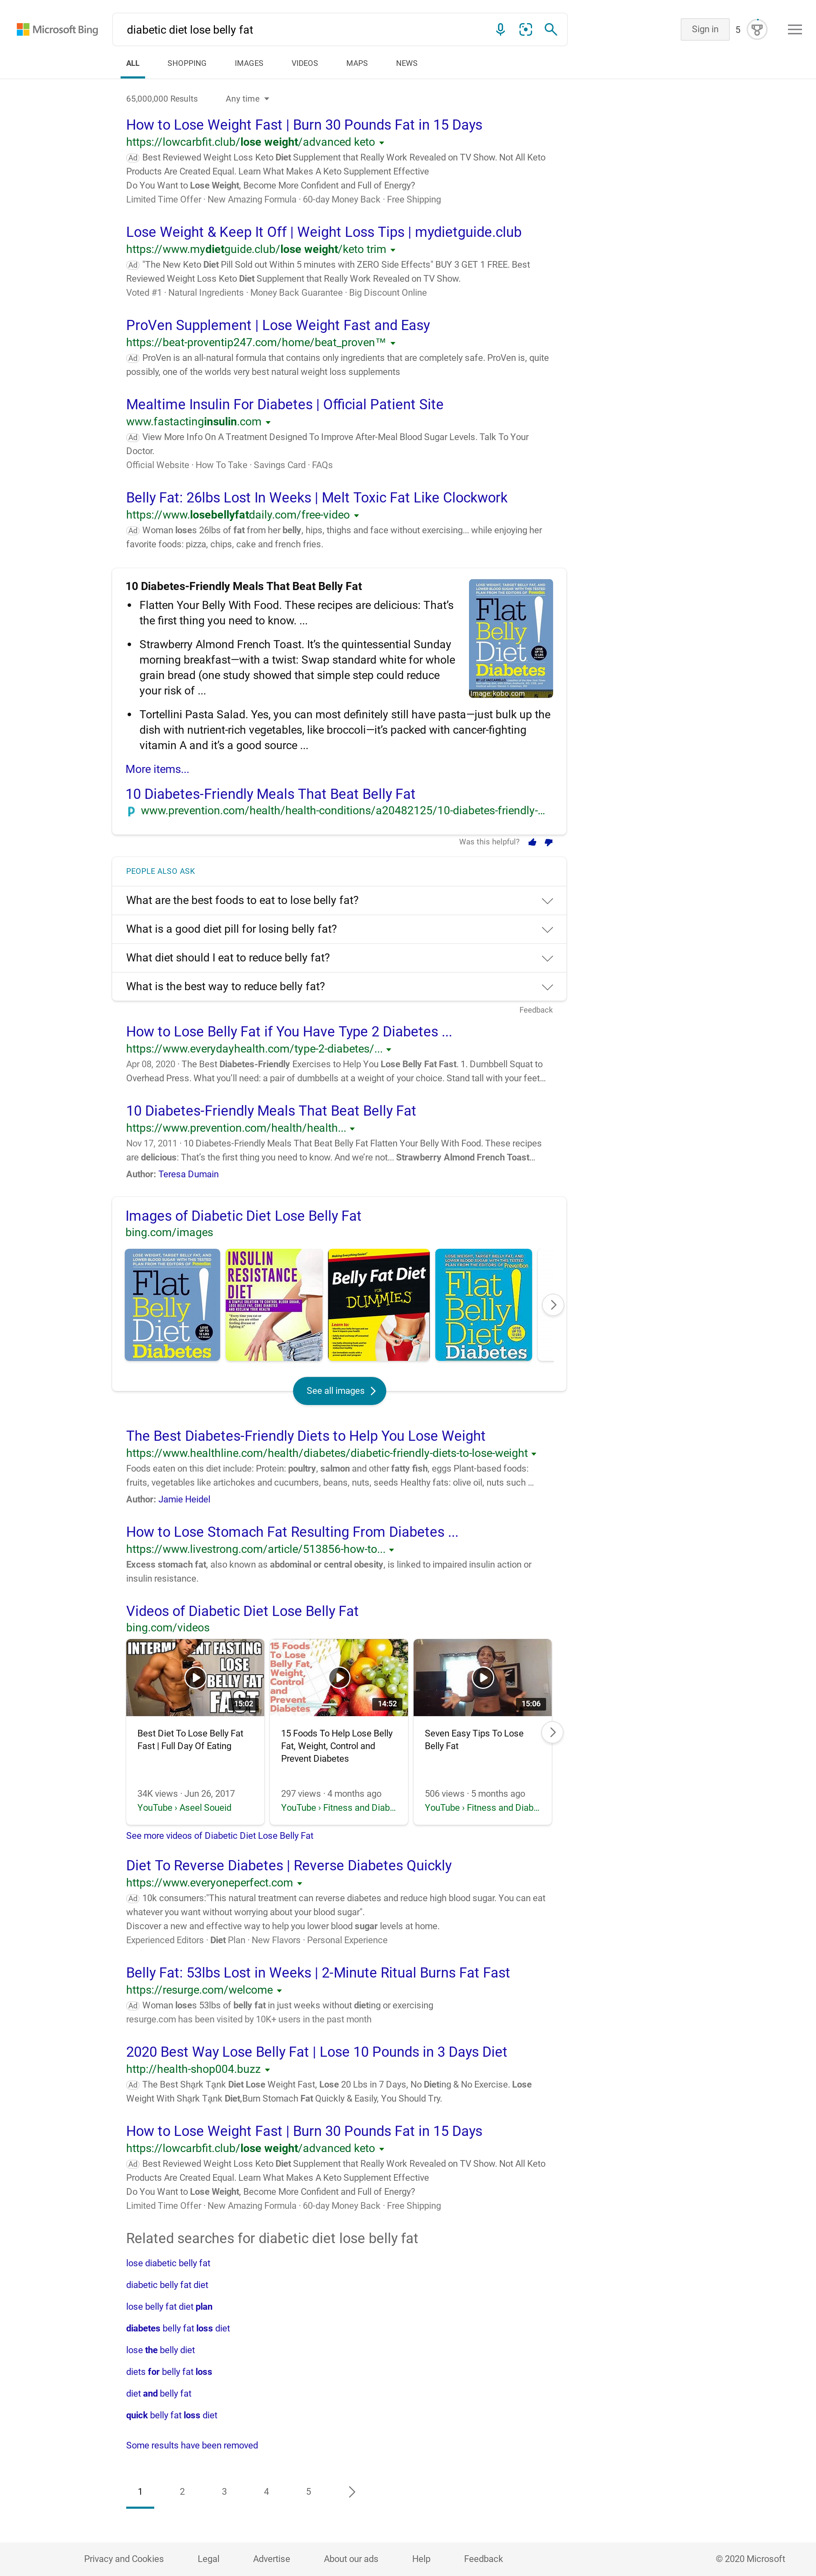 Microsoft Bing
diabetic diet lose belly fat
Sign in
5
ALL
SHOPPING
IMAGES
VIDEOS
MAPS
NEWS
65,000,000 Results
Any time
How to Lose Weight Fast | Burn 30 Pounds Fat in 15 Days
https://lowcarbfit.club/lose weight/advanced keto
Ad Best Reviewed Weight Loss Keto Diet Supplement that Really Work Revealed on TV Show. Not All Keto
Products Are Created Equal. Learn What Makes A Keto Supplement Effective
Do You Want to Lose Weight, Become More Confident and Full of Energy?
Limited Time Offer · New Amazing Formula · 60-day Money Back · Free Shipping
Lose Weight & Keep It Off | Weight Loss Tips | mydietguide.club
https://www.mydietguide.club/lose weight/keto trim
Ad "The New Keto Diet Pill Sold out Within 5 minutes with ZERO Side Effects" BUY 3 GET 1 FREE. Best
Reviewed Weight Loss Keto Diet Supplement that Really Work Revealed on TV Show.
Voted #1 · Natural Ingredients · Money Back Guarantee · Big Discount Online
ProVen Supplement | Lose Weight Fast and Easy
https://beat-proventip247.com/home/beat_proven™
Ad ProVen is an all-natural formula that contains only ingredients that are completely safe. ProVen is, quite
possibly, one of the worlds very best natural weight loss supplements
Mealtime Insulin For Diabetes | Official Patient Site
www.fastactinginsulin.com
Ad View More Info On A Treatment Designed To Improve After-Meal Blood Sugar Levels. Talk To Your
Doctor.
Official Website · How To Take · Savings Card · FAQs
Belly Fat: 26lbs Lost In Weeks | Melt Toxic Fat Like Clockwork
https://www.losebellyfatdaily.com/free-video
Ad Woman loses 26lbs of fat from her belly, hips, thighs and face without exercising... while enjoying her
favorite foods: pizza, chips, cake and french fries.
10 Diabetes-Friendly Meals That Beat Belly Fat
Flatten Your Belly With Food. These recipes are delicious: That's
the first thing you need to know. ...
Strawberry Almond French Toast. It's the quintessential Sunday
morning breakfast—with a twist: Swap standard white for whole
grain bread (one study showed that simple step could reduce
your risk of ...
Tortellini Pasta Salad. Yes, you can most definitely still have pasta—just bulk up the
dish with nutrient-rich vegetables, like broccoli—it's packed with cancer-fighting
vitamin A and it's a good source ...
Flat
Belly
Diet
Diabetes
Image: kobo.com
More items...
10 Diabetes-Friendly Meals That Beat Belly Fat
www.prevention.com/health/health-conditions/a20482125/10-diabetes-friendly-...
Was this helpful?
PEOPLE ALSO ASK
What are the best foods to eat to lose belly fat?
What is a good diet pill for losing belly fat?
What diet should I eat to reduce belly fat?
What is the best way to reduce belly fat?
Feedback
How to Lose Belly Fat if You Have Type 2 Diabetes ...
https://www.everydayhealth.com/type-2-diabetes/...
Apr 08, 2020 · The Best Diabetes-Friendly Exercises to Help You Lose Belly Fat Fast. 1. Dumbbell Squat to
Overhead Press. What you'll need: a pair of dumbbells at a weight of your choice. Stand tall with your feet...
10 Diabetes-Friendly Meals That Beat Belly Fat
https://www.prevention.com/health/health...
Nov 17, 2011 · 10 Diabetes-Friendly Meals That Beat Belly Fat Flatten Your Belly With Food. These recipes
are delicious: That's the first thing you need to know. And we're not... Strawberry Almond French Toast...
Author: Teresa Dumain
Images of Diabetic Diet Lose Belly Fat
bing.com/images
Flat
Belly
Diet
Diabetes
INSULIN
RESISTANCE
DIET
Belly Fat Diet
FOR
DUMMIES
Flat
Belly
Diet
Diabetes
See all images
The Best Diabetes-Friendly Diets to Help You Lose Weight
https://www.healthline.com/health/diabetes/diabetic-friendly-diets-to-lose-weight
Foods eaten on this diet include: Protein: poultry, salmon and other fatty fish, eggs Plant-based foods:
fruits, vegetables like artichokes and cucumbers, beans, nuts, seeds Healthy fats: olive oil, nuts such ...
Author: Jamie Heidel
How to Lose Stomach Fat Resulting From Diabetes ...
https://www.livestrong.com/article/513856-how-to...
Excess stomach fat, also known as abdominal or central obesity, is linked to impaired insulin action or
insulin resistance.
Videos of Diabetic Diet Lose Belly Fat
bing.com/videos
INTERMITTENT FASTING
LOSE
BELLY FAT
FAST
15:02
Best Diet To Lose Belly Fat
Fast | Full Day Of Eating
34K views · Jun 26, 2017
YouTube › Aseel Soueid
15 Foods
To Lose
Belly Fat,
Weight,
Control
and
Prevent
Diabetes
14:52
15 Foods To Help Lose Belly
Fat, Weight, Control and
Prevent Diabetes
297 views · 4 months ago
YouTube › Fitness and Diab...
15:06
Seven Easy Tips To Lose
Belly Fat
506 views · 5 months ago
YouTube › Fitness and Diab...
See more videos of Diabetic Diet Lose Belly Fat
Diet To Reverse Diabetes | Reverse Diabetes Quickly
https://www.everyoneperfect.com
Ad 10k consumers:"This natural treatment can reverse diabetes and reduce high blood sugar. You can eat
whatever you want without worrying about your blood sugar".
Discover a new and effective way to help you lower blood sugar levels at home.
Experienced Editors · Diet Plan · New Flavors · Personal Experience
Belly Fat: 53lbs Lost in Weeks | 2-Minute Ritual Burns Fat Fast
https://resurge.com/welcome
Ad Woman loses 53lbs of belly fat in just weeks without dieting or exercising
resurge.com has been visited by 10K+ users in the past month
2020 Best Way Lose Belly Fat | Lose 10 Pounds in 3 Days Diet
http://health-shop004.buzz
Ad The Best Shąrk Tąnk Diet Lose Weight Fast, Lose 20 Lbs in 7 Days, No Dieting & No Exercise. Lose
Weight With Shąrk Tąnk Diet,Burn Stomach Fat Quickly & Easily, You Should Try.
How to Lose Weight Fast | Burn 30 Pounds Fat in 15 Days
https://lowcarbfit.club/lose weight/advanced keto
Ad Best Reviewed Weight Loss Keto Diet Supplement that Really Work Revealed on TV Show. Not All Keto
Products Are Created Equal. Learn What Makes A Keto Supplement Effective
Do You Want to Lose Weight, Become More Confident and Full of Energy?
Limited Time Offer · New Amazing Formula · 60-day Money Back · Free Shipping
Related searches for diabetic diet lose belly fat
lose diabetic belly fat
diabetic belly fat diet
lose belly fat diet plan
diabetes belly fat loss diet
lose the belly diet
diets for belly fat loss
diet and belly fat
quick belly fat loss diet
Some results have been removed
1
2
3
4
5
Privacy and Cookies
Legal
Advertise
About our ads
Help
Feedback
© 2020 Microsoft